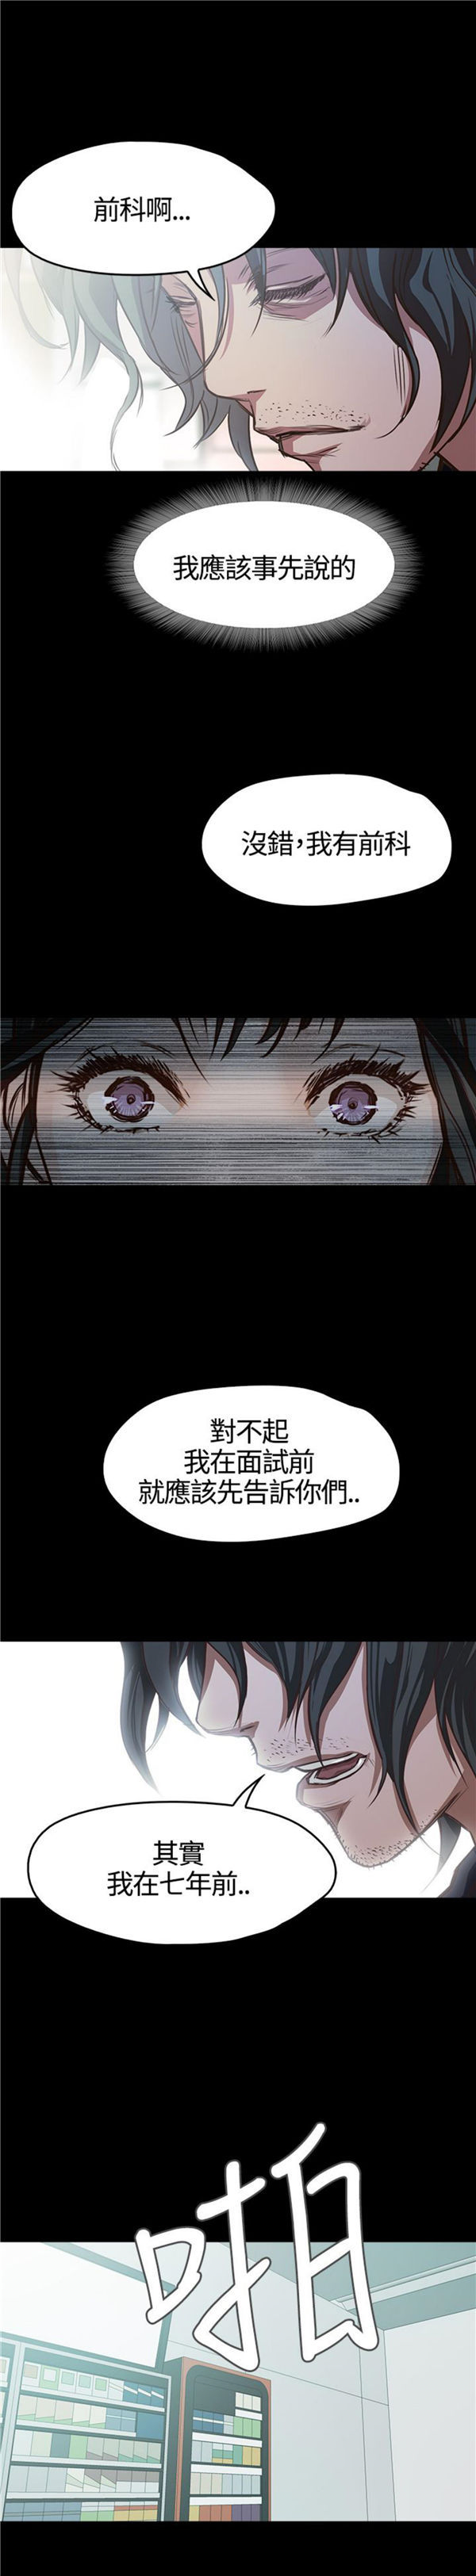 前科啊...
我應該事先說的
沒錯，我有前科
對不起
我在面試前
就應該先告訴你們..
其實
我在七年前..
啪